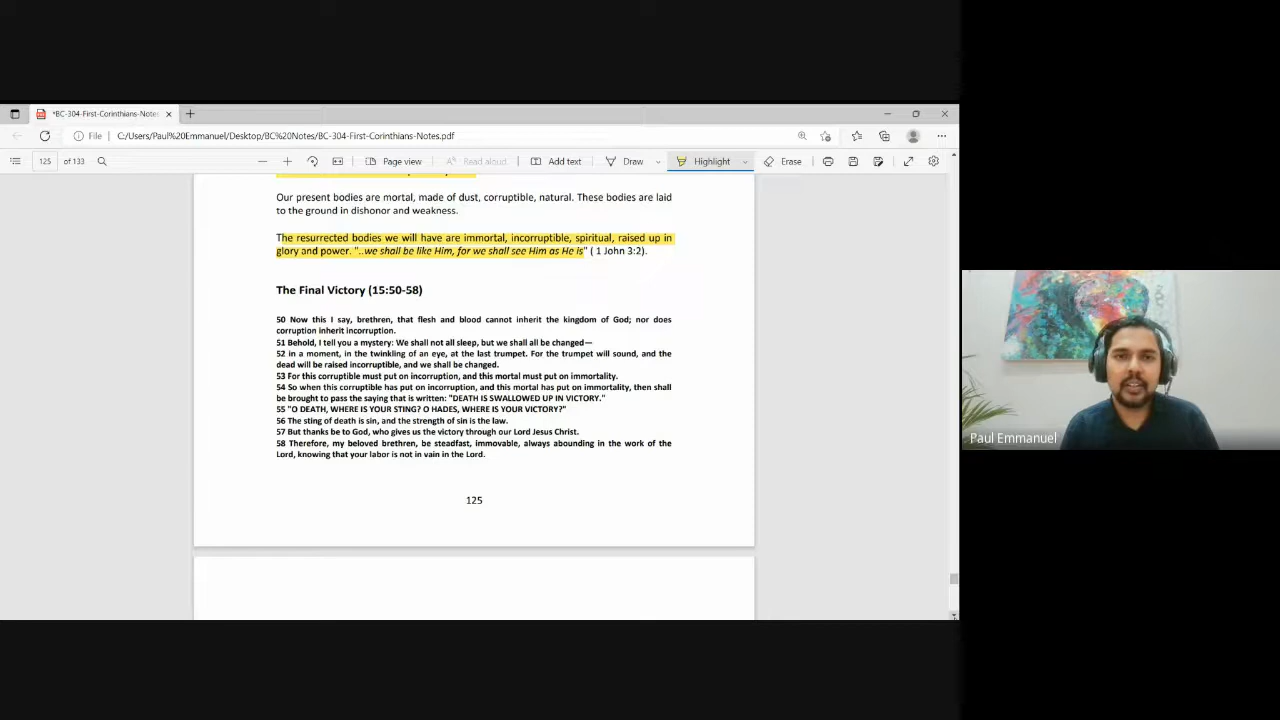 *BC-304-First-Corinthians-Notes
File
C:/Users/Paul%20Emmanuel/Desktop/BC%20Notes/BC-304-First-Corinthians-Notes.pdf
125 of 133
Page view
Read aloud
Add text
Draw
Highlight
Erase
Our present bodies are mortal, made of dust, corruptible, natural. These bodies are laid
to the ground in dishonor and weakness.
The resurrected bodies we will have are immortal, incorruptible, spiritual, raised up in
glory and power. "..we shall be like Him, for we shall see Him as He is" ( 1 John 3:2).
The Final Victory (15:50-58)
50 Now this I say, brethren, that flesh and blood cannot inherit the kingdom of God; nor does
corruption inherit incorruption.
51 Behold, I tell you a mystery: We shall not all sleep, but we shall all be changed—
52 in a moment, in the twinkling of an eye, at the last trumpet. For the trumpet will sound, and the
dead will be raised incorruptible, and we shall be changed.
53 For this corruptible must put on incorruption, and this mortal must put on immortality.
54 So when this corruptible has put on incorruption, and this mortal has put on immortality, then shall
be brought to pass the saying that is written: "DEATH IS SWALLOWED UP IN VICTORY."
55 "O DEATH, WHERE IS YOUR STING? O HADES, WHERE IS YOUR VICTORY?"
56 The sting of death is sin, and the strength of sin is the law.
57 But thanks be to God, who gives us the victory through our Lord Jesus Christ.
58 Therefore, my beloved brethren, be steadfast, immovable, always abounding in the work of the
Lord, knowing that your labor is not in vain in the Lord.
125
Paul Emmanuel